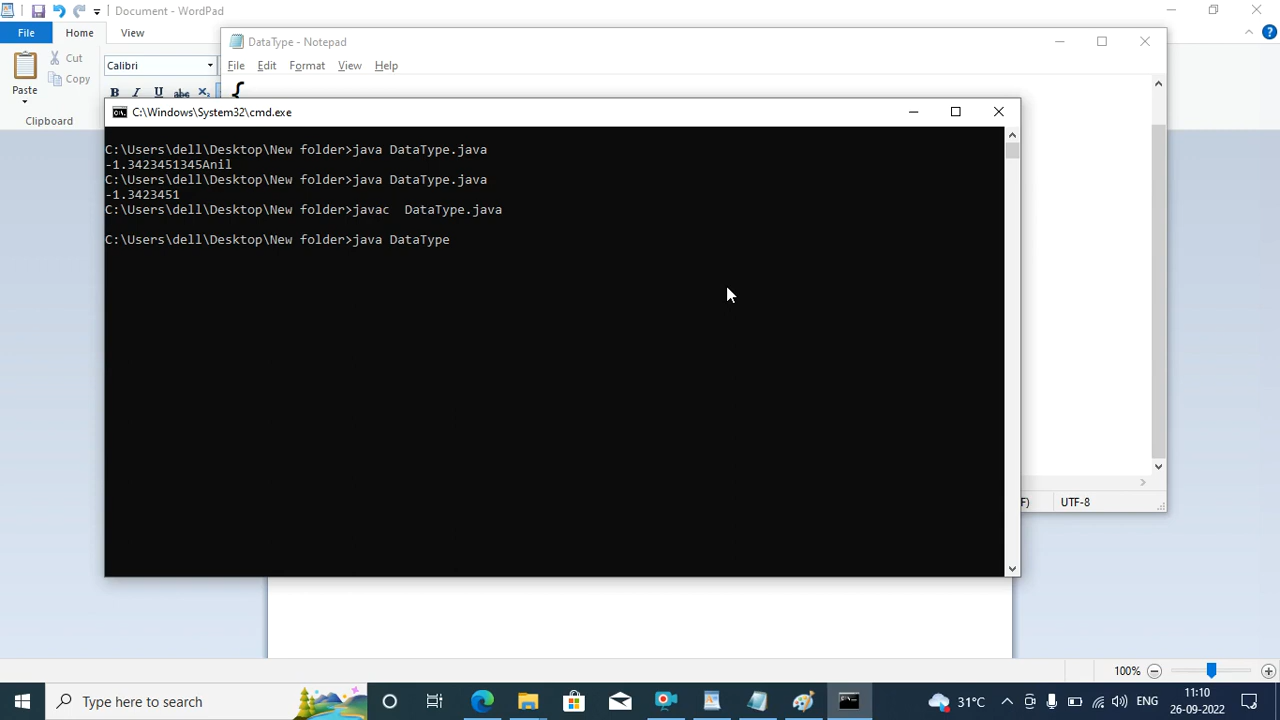 Document - WordPad
File Home View
Cut
Copy
Paste
Clipboard
Calibri
B I U abc X₂
DataType - Notepad
File Edit Format View Help
{
C:\Windows\System32\cmd.exe
C:\Users\dell\Desktop\New folder>java DataType.java
-1.3423451345Anil
C:\Users\dell\Desktop\New folder>java DataType.java
-1.3423451
C:\Users\dell\Desktop\New folder>javac  DataType.java
C:\Users\dell\Desktop\New folder>java DataType
F) UTF-8
100%
Type here to search
31°C ENG
11:10
26-09-2022